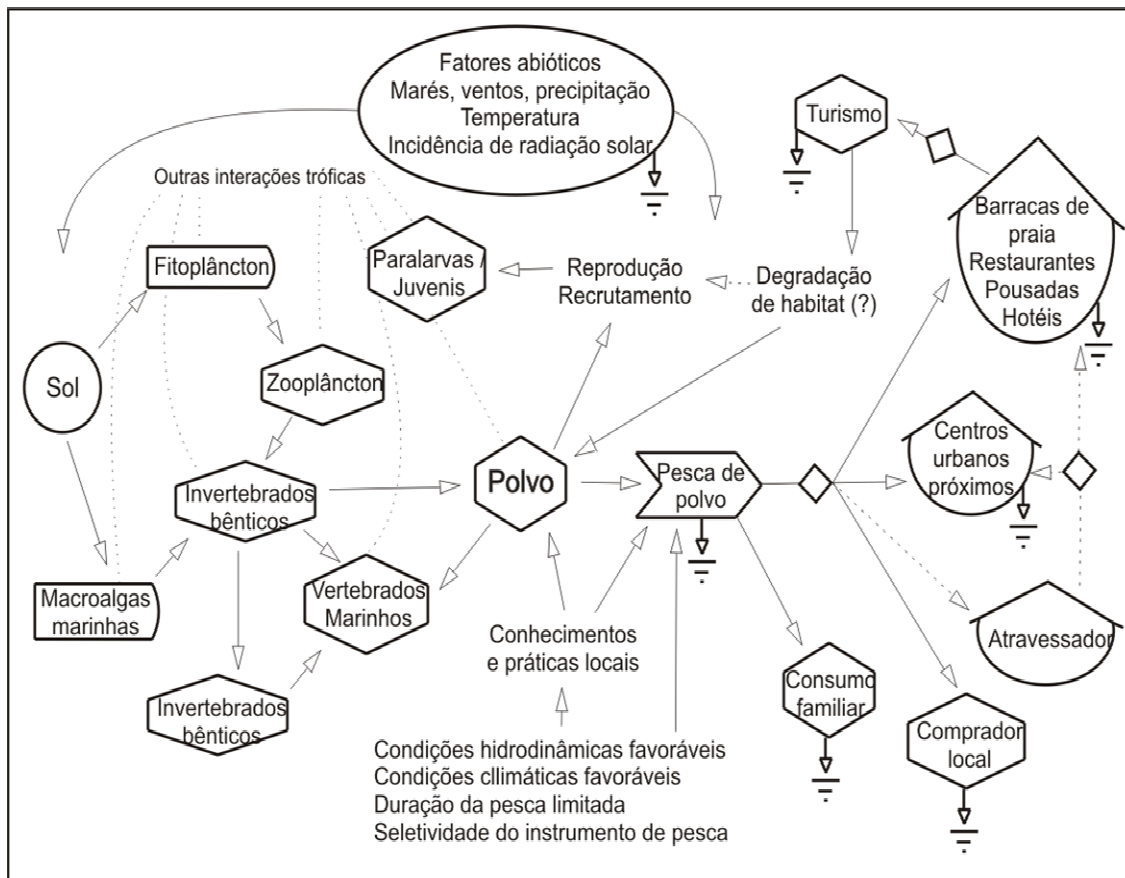 Fatores abióticos
Marés, ventos, precipitação
Temperatura
Incidência de radiação solar
Turismo
Outras interações tróficas
Barracas de
praia
Restaurantes
Pousadas
Hotéis
Fitoplâncton
Paralarvas /
Juvenis
Reprodução
Recrutamento
Degradação
de habitat (?)
Sol
Zooplâncton
Centros
urbanos
próximos
Polvo
Pesca de
polvo
Invertebrados
bênticos
Macroalgas
marinhas
Vertebrados
Marinhos
Conhecimentos
e práticas locais
Atravessador
Invertebrados
bênticos
Consumo
familiar
Comprador
local
Condições hidrodinâmicas favoráveis
Condições cllimáticas favoráveis
Duração da pesca limitada
Seletividade do instrumento de pesca